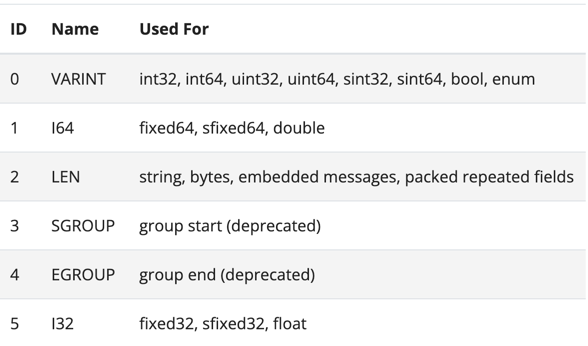 ID Name Used For
0 VARINT int32, int64, uint32, uint64, sint32, sint64, bool, enum
1 I64 fixed64, sfixed64, double
2 LEN string, bytes, embedded messages, packed repeated fields
3 SGROUP group start (deprecated)
4 EGROUP group end (deprecated)
5 I32 fixed32, sfixed32, float